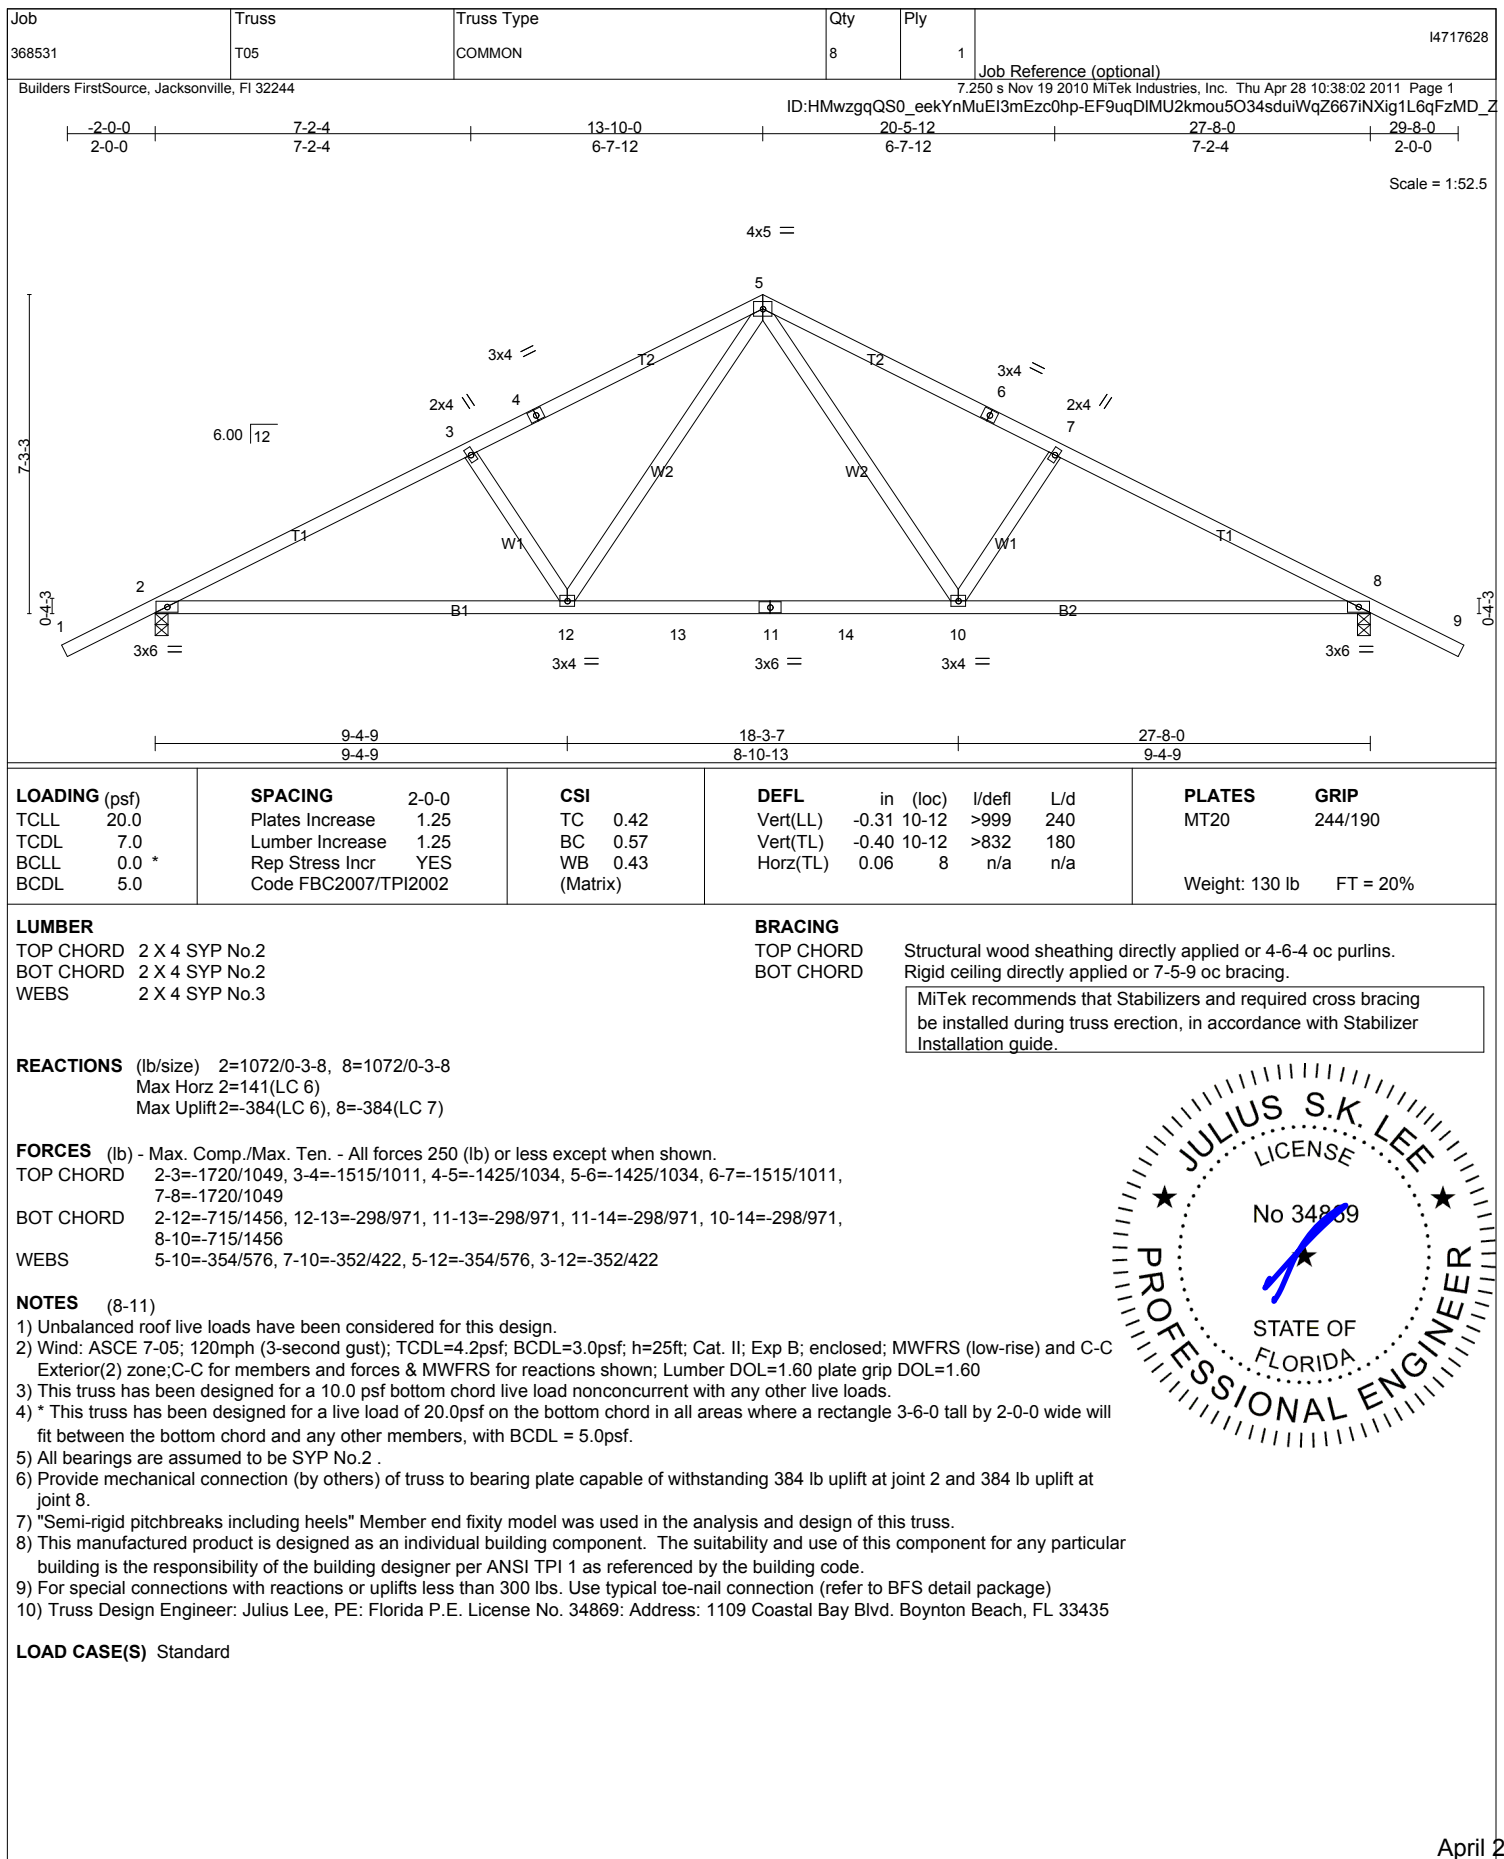 Job Truss Truss Type Qty Ply
368531 T05 COMMON 8 1
I4717628
Job Reference (optional)
Builders FirstSource, Jacksonville, Fl 32244
7.250 s Nov 19 2010 MiTek Industries, Inc. Thu Apr 28 10:38:02 2011 Page 1
-2-0-0 7-2-4 13-10-0 20-5-12 27-8-0 29-8-0
2-0-0 7-2-4 6-7-12 6-7-12 7-2-4 2-0-0
Scale = 1:52.5
4x5 =
5
3x4
T2
T2
3x4
2x4
4
6
2x4
6.00 12
3
7
7-3-3
W2
W2
T1
W1
W1
T1
2
8
0-4-3
1
B1
B2
9
0-4-3
3x6 =
12 13 11 14 10
3x6 =
3x4 = 3x6 = 3x4 =
9-4-9 18-3-7 27-8-0
9-4-9 8-10-13 9-4-9
LOADING (psf)
TCLL 20.0
TCDL 7.0
BCLL 0.0 *
BCDL 5.0
SPACING 2-0-0
Plates Increase 1.25
Lumber Increase 1.25
Rep Stress Incr YES
Code FBC2007/TPI2002
CSI
TC 0.42
BC 0.57
WB 0.43
(Matrix)
DEFL in (loc) l/defl L/d
Vert(LL) -0.31 10-12 >999 240
Vert(TL) -0.40 10-12 >832 180
Horz(TL) 0.06 8 n/a n/a
PLATES GRIP
MT20 244/190
Weight: 130 lb FT = 20%
LUMBER
TOP CHORD 2 X 4 SYP No.2
BOT CHORD 2 X 4 SYP No.2
WEBS 2 X 4 SYP No.3
BRACING
TOP CHORD Structural wood sheathing directly applied or 4-6-4 oc purlins.
BOT CHORD Rigid ceiling directly applied or 7-5-9 oc bracing.
MiTek recommends that Stabilizers and required cross bracing
be installed during truss erection, in accordance with Stabilizer
Installation guide.
REACTIONS (lb/size) 2=1072/0-3-8, 8=1072/0-3-8
Max Horz 2=141(LC 6)
Max Uplift 2=-384(LC 6), 8=-384(LC 7)
FORCES (lb) - Max. Comp./Max. Ten. - All forces 250 (lb) or less except when shown.
TOP CHORD 2-3=-1720/1049, 3-4=-1515/1011, 4-5=-1425/1034, 5-6=-1425/1034, 6-7=-1515/1011,
7-8=-1720/1049
BOT CHORD 2-12=-715/1456, 12-13=-298/971, 11-13=-298/971, 11-14=-298/971, 10-14=-298/971,
8-10=-715/1456
WEBS 5-10=-354/576, 7-10=-352/422, 5-12=-354/576, 3-12=-352/422
JULIUS S.K. LEE
LICENSE
No 34869
STATE OF
FLORIDA
PROFESSIONAL ENGINEER
NOTES (8-11)
1) Unbalanced roof live loads have been considered for this design.
2) Wind: ASCE 7-05; 120mph (3-second gust); TCDL=4.2psf; BCDL=3.0psf; h=25ft; Cat. II; Exp B; enclosed; MWFRS (low-rise) and C-C
Exterior(2) zone;C-C for members and forces & MWFRS for reactions shown; Lumber DOL=1.60 plate grip DOL=1.60
3) This truss has been designed for a 10.0 psf bottom chord live load nonconcurrent with any other live loads.
4) * This truss has been designed for a live load of 20.0psf on the bottom chord in all areas where a rectangle 3-6-0 tall by 2-0-0 wide will
fit between the bottom chord and any other members, with BCDL = 5.0psf.
5) All bearings are assumed to be SYP No.2 .
6) Provide mechanical connection (by others) of truss to bearing plate capable of withstanding 384 lb uplift at joint 2 and 384 lb uplift at
joint 8.
7) "Semi-rigid pitchbreaks including heels" Member end fixity model was used in the analysis and design of this truss.
8) This manufactured product is designed as an individual building component. The suitability and use of this component for any particular
building is the responsibility of the building designer per ANSI TPI 1 as referenced by the building code.
9) For special connections with reactions or uplifts less than 300 lbs. Use typical toe-nail connection (refer to BFS detail package)
10) Truss Design Engineer: Julius Lee, PE: Florida P.E. License No. 34869: Address: 1109 Coastal Bay Blvd. Boynton Beach, FL 33435
LOAD CASE(S) Standard
April 2